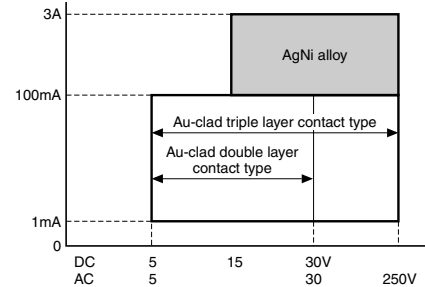 3A
AgNi alloy
100mA
Au-clad triple layer contact type
Au-clad double layer
contact type
1mA
0
DC 5 15 30V
AC 5 30 250V